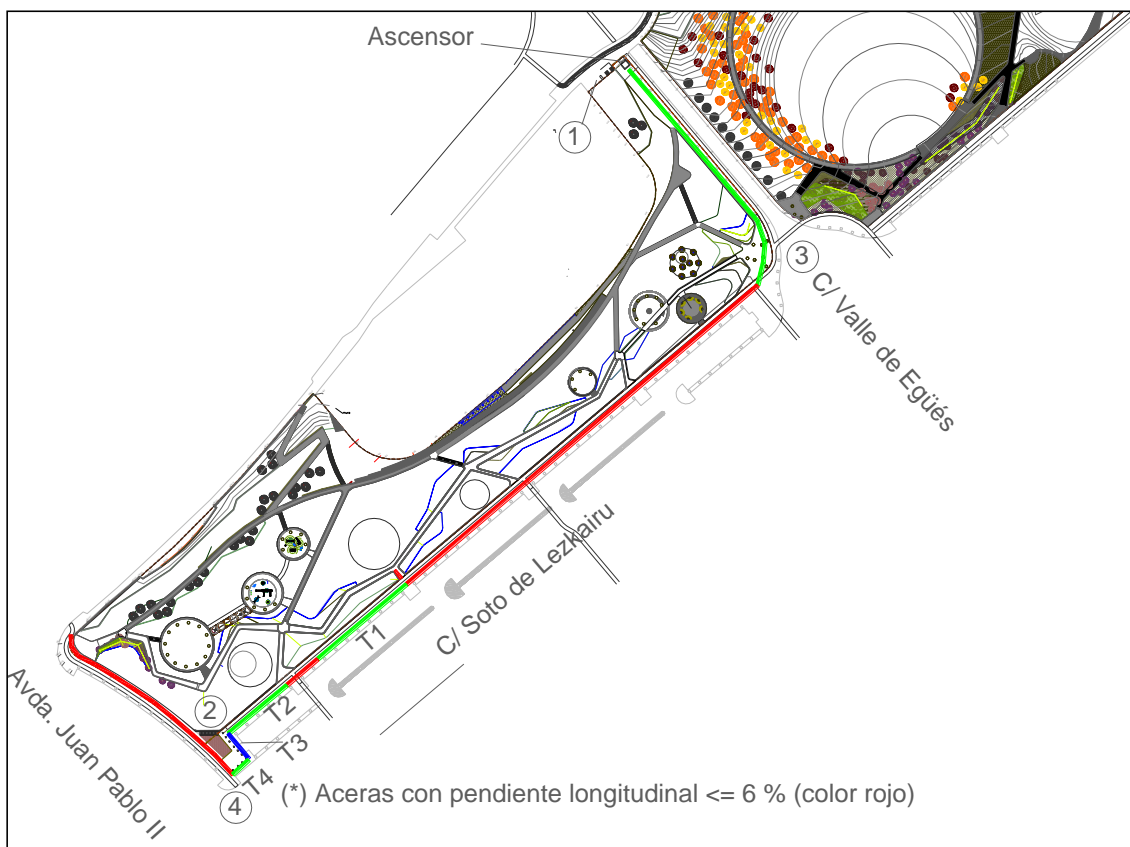 Ascensor
1
3
C/ Valle de Egüés
C/ Soto de Lezkairu
T1
2
T2
T3
T4
Avda. Juan Pablo II
4
(*) Aceras con pendiente longitudinal <= 6 % (color rojo)